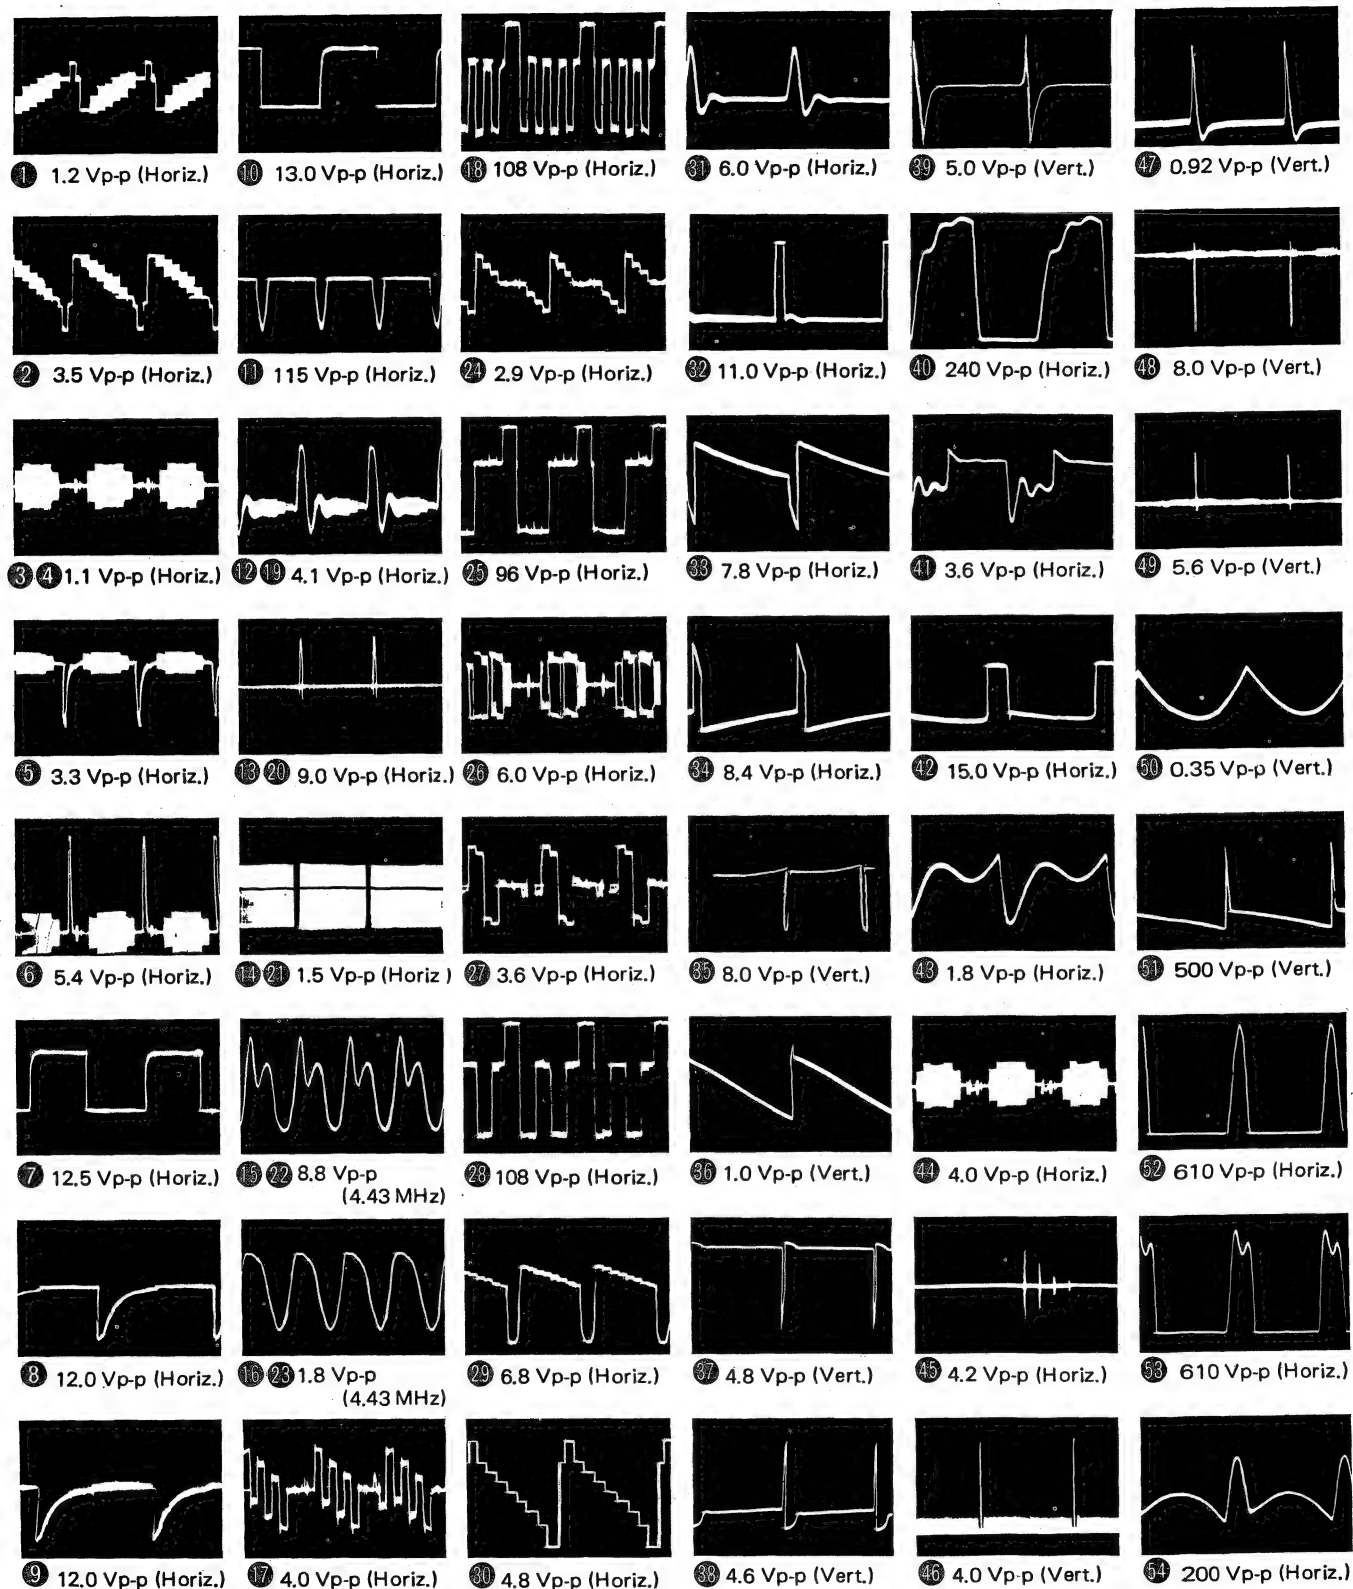 1 1.2 Vp-p (Horiz.)
10 13.0 Vp-p (Horiz.)
18 108 Vp-p (Horiz.)
31 6.0 Vp-p (Horiz.)
39 5.0 Vp-p (Vert.)
47 0.92 Vp-p (Vert.)
2 3.5 Vp-p (Horiz.)
11 115 Vp-p (Horiz.)
24 2.9 Vp-p (Horiz.)
32 11.0 Vp-p (Horiz.)
40 240 Vp-p (Horiz.)
48 8.0 Vp-p (Vert.)
3 4 1.1 Vp-p (Horiz.)
12 19 4.1 Vp-p (Horiz.)
25 96 Vp-p (Horiz.)
33 7.8 Vp-p (Horiz.)
41 3.6 Vp-p (Horiz.)
49 5.6 Vp-p (Vert.)
5 3.3 Vp-p (Horiz.)
13 20 9.0 Vp-p (Horiz.)
26 6.0 Vp-p (Horiz.)
34 8.4 Vp-p (Horiz.)
42 15.0 Vp-p (Horiz.)
50 0.35 Vp-p (Vert.)
6 5.4 Vp-p (Horiz.)
14 21 1.5 Vp-p (Horiz )
27 3.6 Vp-p (Horiz.)
35 8.0 Vp-p (Vert.)
43 1.8 Vp-p (Horiz.)
51 500 Vp-p (Vert.)
7 12.5 Vp-p (Horiz.)
15 22 8.8 Vp-p
(4.43 MHz)
28 108 Vp-p (Horiz.)
36 1.0 Vp-p (Vert.)
44 4.0 Vp-p (Horiz.)
52 610 Vp-p (Horiz.)
8 12.0 Vp-p (Horiz.)
16 23 1.8 Vp-p
(4.43 MHz)
29 6.8 Vp-p (Horiz.)
37 4.8 Vp-p (Vert.)
45 4.2 Vp-p (Horiz.)
53 610 Vp-p (Horiz.)
9 12.0 Vp-p (Horiz.)
17 4.0 Vp-p (Horiz.)
30 4.8 Vp-p (Horiz.)
38 4.6 Vp-p (Vert.)
46 4.0 Vp-p (Vert.)
54 200 Vp-p (Horiz.)